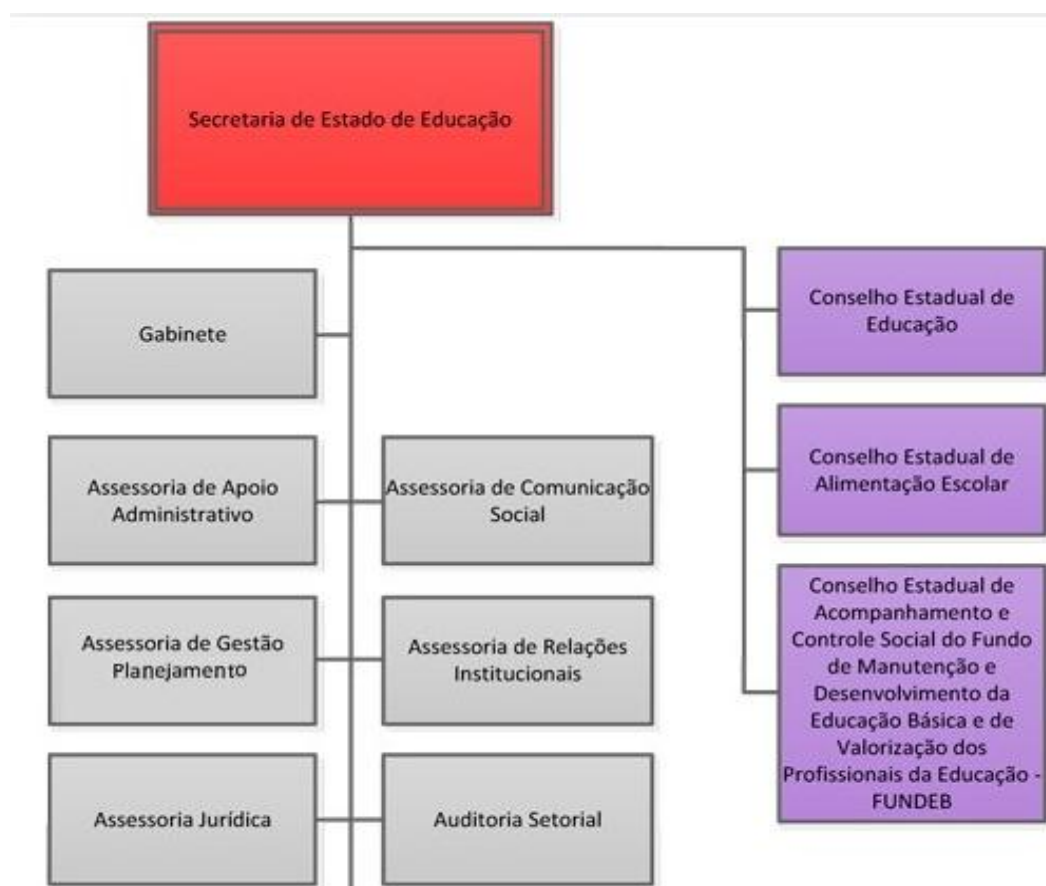 Secretaria de Estado de Educação
Gabinete
Assessoria de Apoio
Administrativo
Assessoria de Comunicação
Social
Assessoria de Gestão
Planejamento
Assessoria de Relações
Institucionais
Assessoria Jurídica
Auditoria Setorial
Conselho Estadual de
Educação
Conselho Estadual de
Alimentação Escolar
Conselho Estadual de
Acompanhamento e
Controle Social do Fundo
de Manutenção e
Desenvolvimento da
Educação Básica e de
Valorização dos
Profissionais da Educação -
FUNDEB